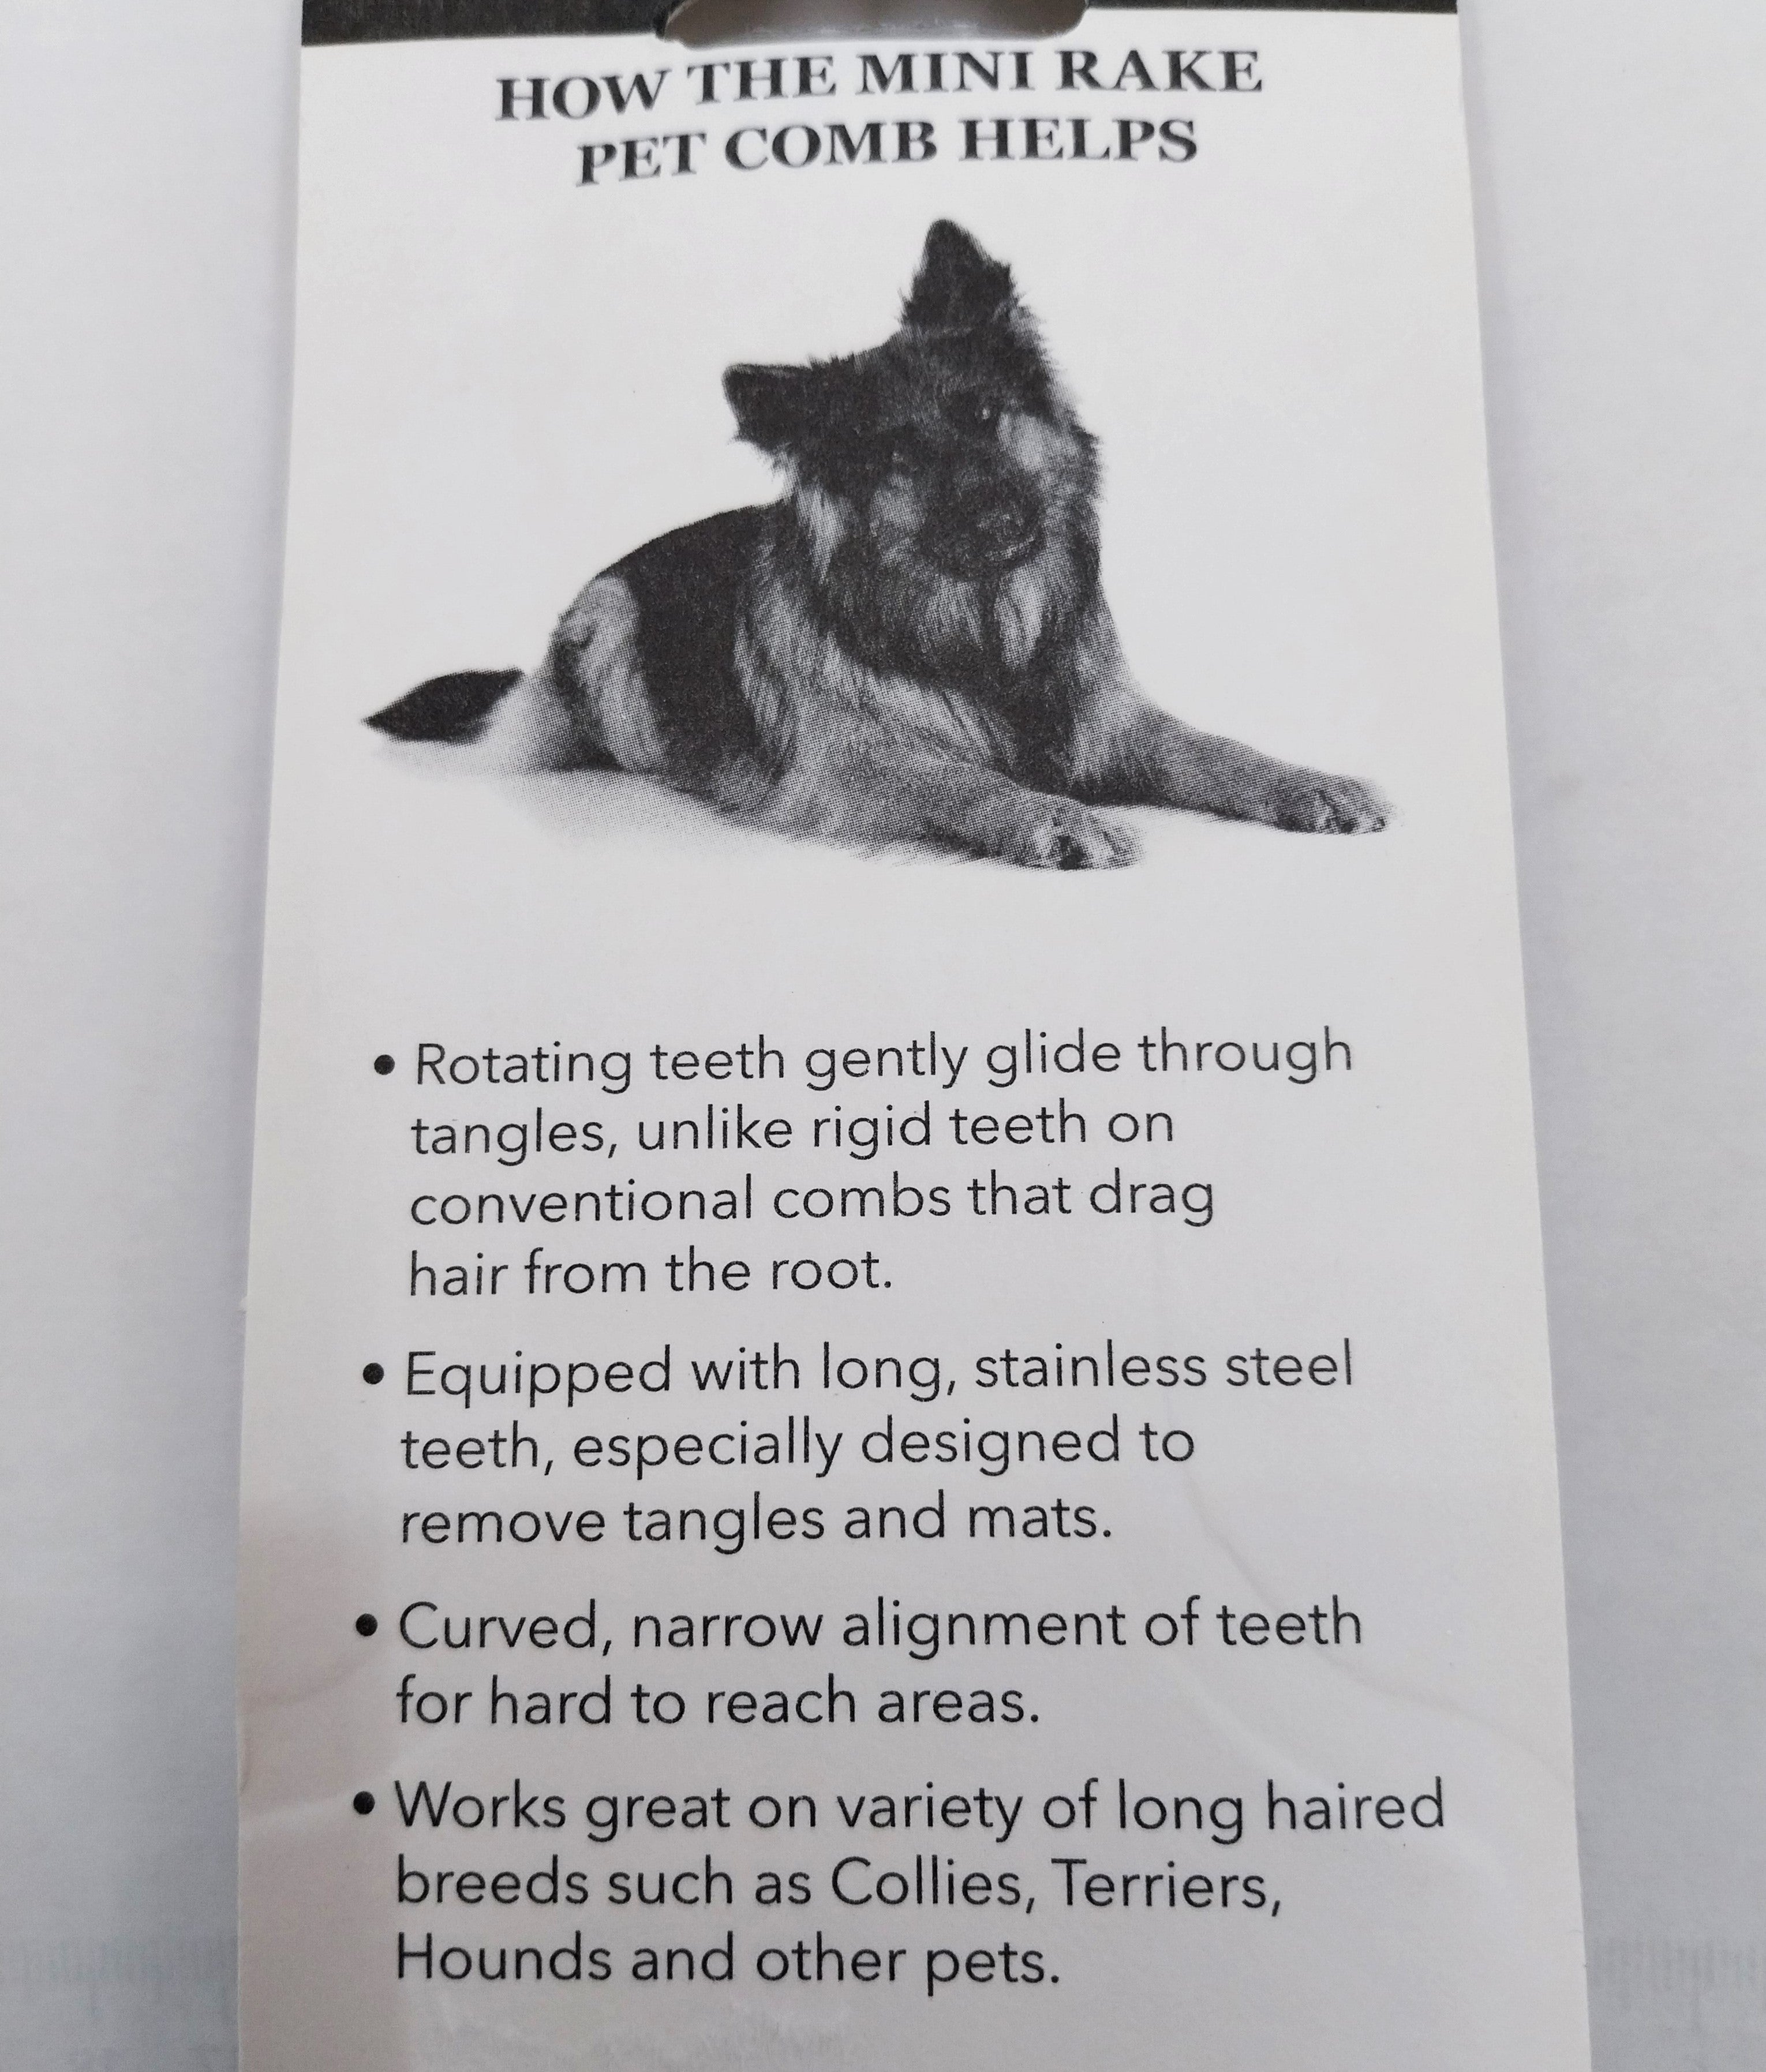 HOW THE MINI RAKE
PET COMB HELPS
• Rotating teeth gently glide through
tangles, unlike rigid teeth on
conventional combs that drag
hair from the root.
• Equipped with long, stainless steel
teeth, especially designed to
remove tangles and mats.
• Curved, narrow alignment of teeth
for hard to reach areas.
• Works great on variety of long haired
breeds such as Collies, Terriers,
Hounds and other pets.